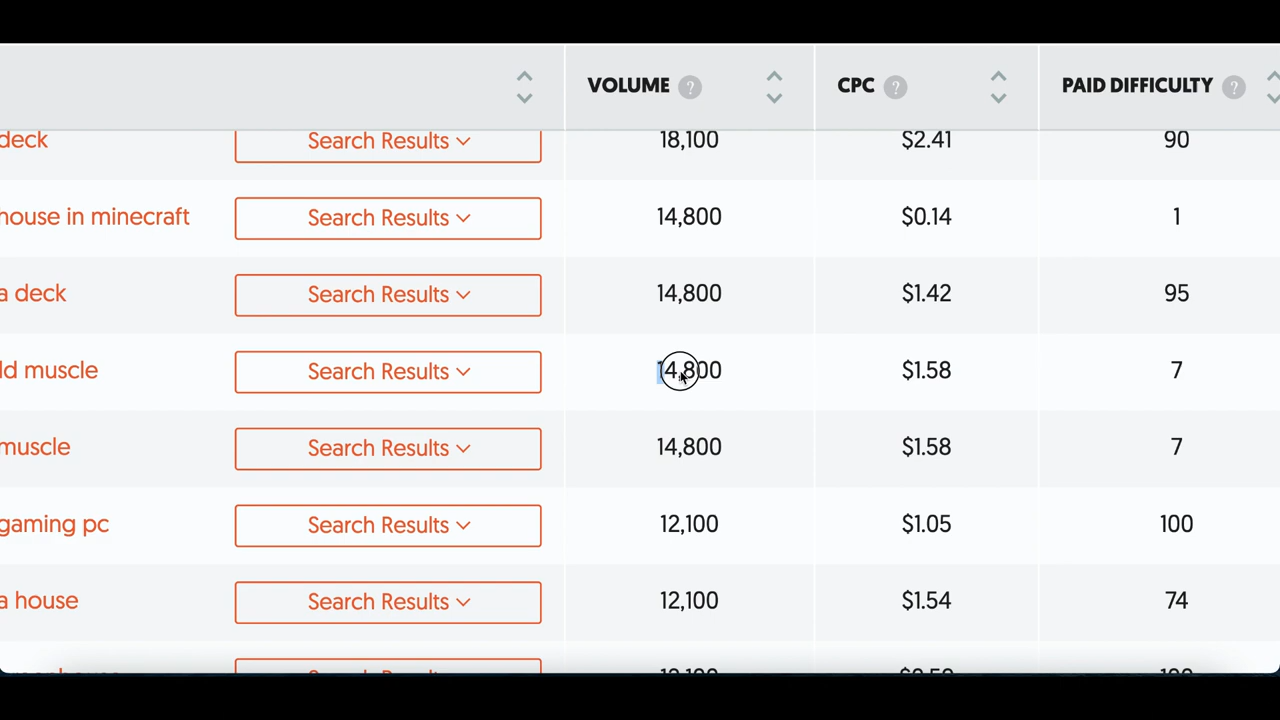 VOLUME ? CPC ? PAID DIFFICULTY ?
deck Search Results 18,100 $2.41 90
house in minecraft Search Results 14,800 $0.14 1
a deck Search Results 14,800 $1.42 95
ld muscle Search Results 14,800 $1.58 7
muscle Search Results 14,800 $1.58 7
gaming pc Search Results 12,100 $1.05 100
a house Search Results 12,100 $1.54 74